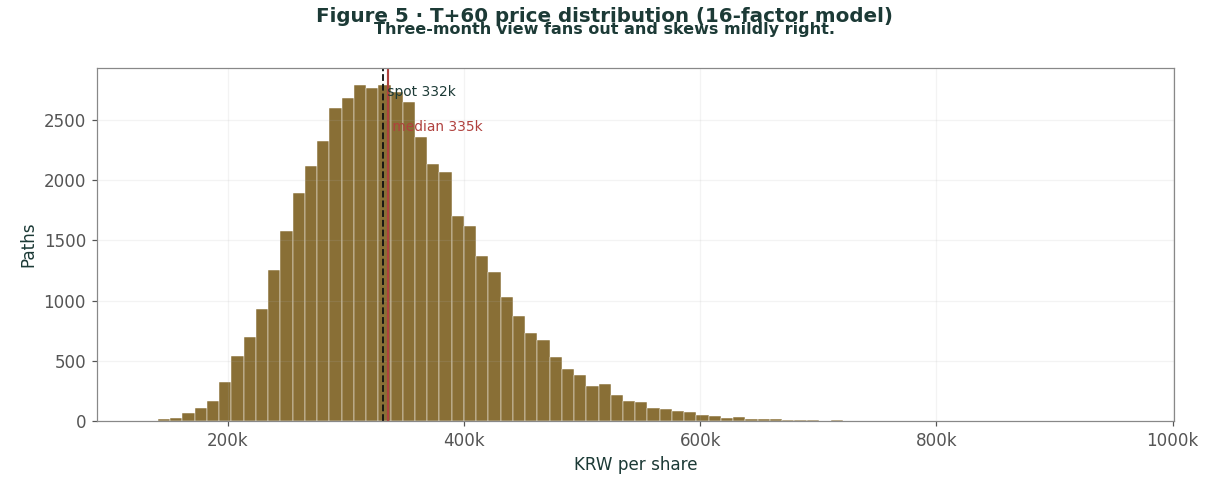 Figure 5 · T+60 price distribution (16-factor model)
Three-month view fans out and skews mildly right.
spot 332k
median 335k
2500
2000
1500
1000
500
0
Paths
200k 400k 600k 800k 1000k
KRW per share